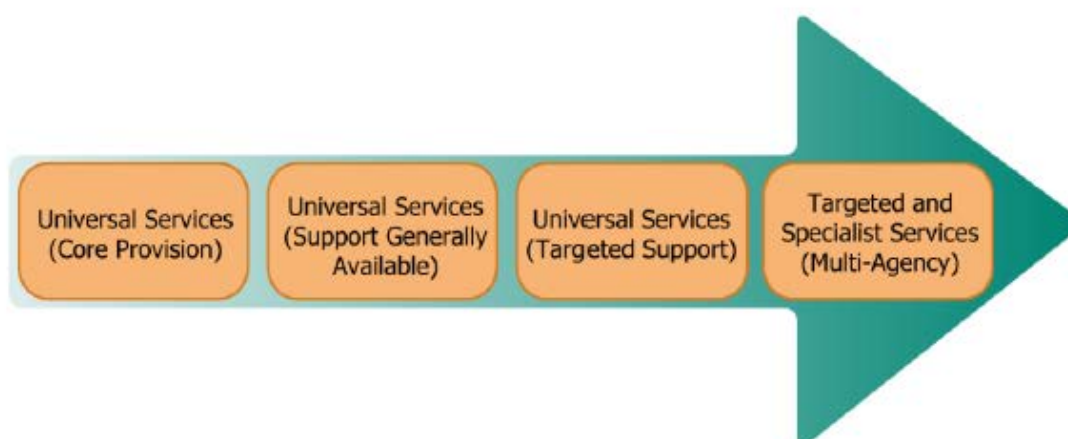 Universal Services
(Core Provision)
Universal Services
(Support Generally
Available)
Universal Services
(Targeted Support)
Targeted and
Specialist Services
(Multi-Agency)